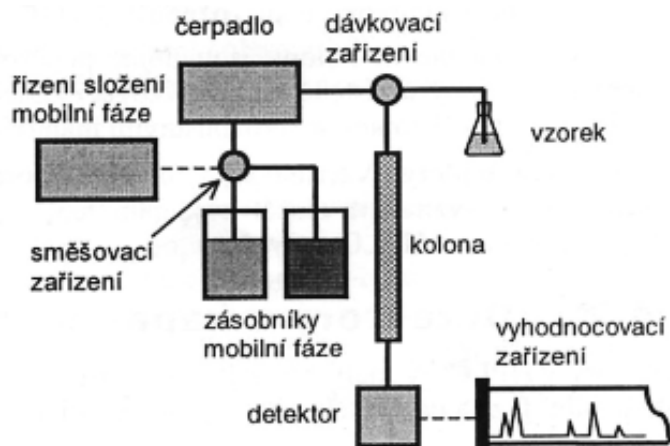 čerpadlo
dávkovací
zařízení
řízení složení
mobilní fáze
vzorek
směšovací
zařízení
kolona
zásobníky
mobilní fáze
vyhodnocovací
zařízení
detektor